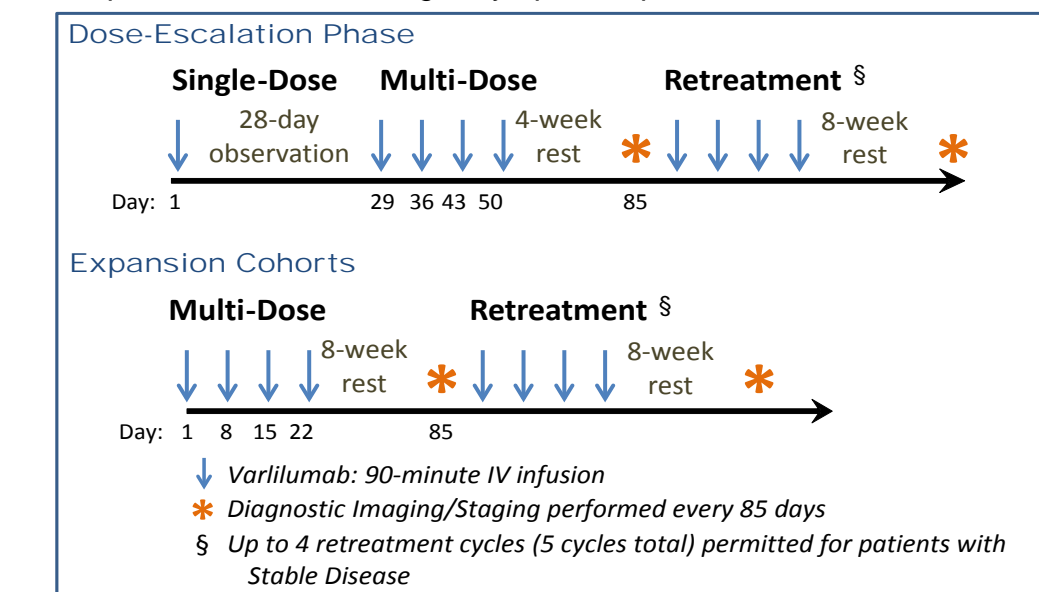 Dose-Escalation Phase
Single-Dose Multi-Dose Retreatment §
28-day observation 4-week rest * 8-week rest *
Day: 1 29 36 43 50 85
Expansion Cohorts
Multi-Dose Retreatment §
8-week rest * 8-week rest *
Day: 1 8 15 22 85
Varlilumab: 90-minute IV infusion
* Diagnostic Imaging/Staging performed every 85 days
§ Up to 4 retreatment cycles (5 cycles total) permitted for patients with
Stable Disease